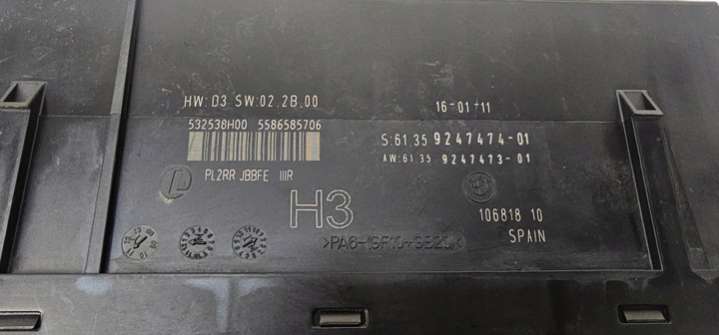 HW:03 SW:02.2B.00
532538H00 5586585706
PL2RR JBBFE IIIR
16-01-11
S:61.35 9247474-01
AW:61 35 9247473-01
H3
106818 10
SPAIN